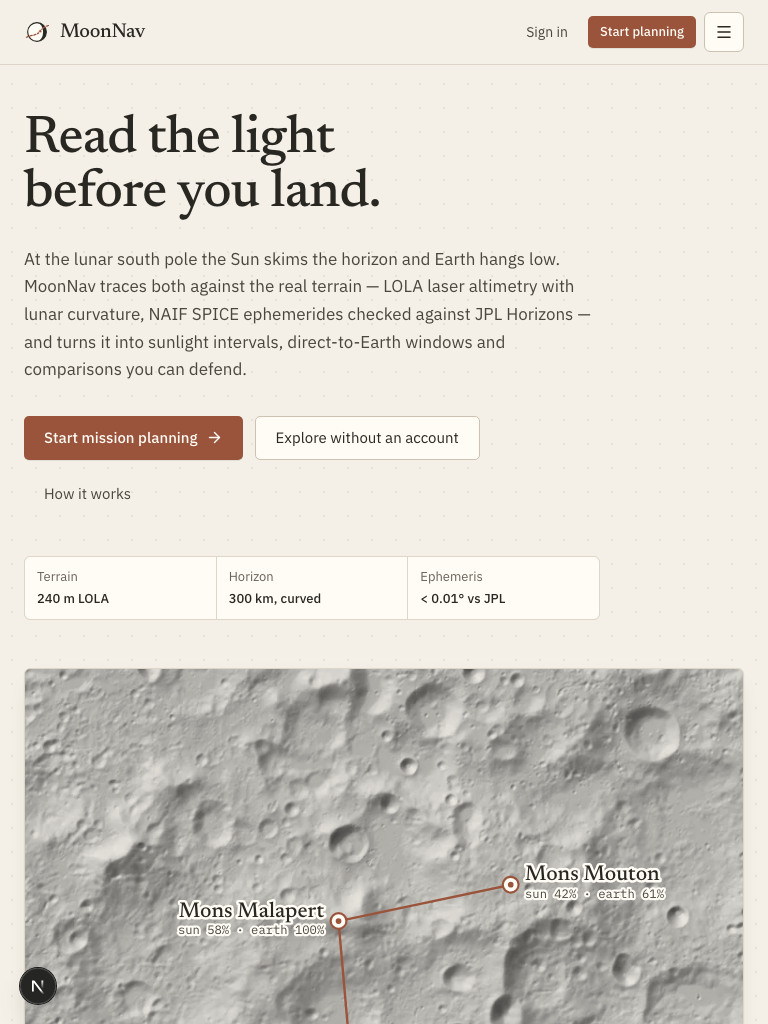 MoonNav
Sign in
Start planning
Read the light
before you land.
At the lunar south pole the Sun skims the horizon and Earth hangs low.
MoonNav traces both against the real terrain — LOLA laser altimetry with
lunar curvature, NAIF SPICE ephemerides checked against JPL Horizons —
and turns it into sunlight intervals, direct-to-Earth windows and
comparisons you can defend.
Start mission planning →
Explore without an account
How it works
Terrain
240 m LOLA
Horizon
300 km, curved
Ephemeris
< 0.01° vs JPL
Mons Mouton
sun 42% · earth 61%
Mons Malapert
sun 58% · earth 100%
N